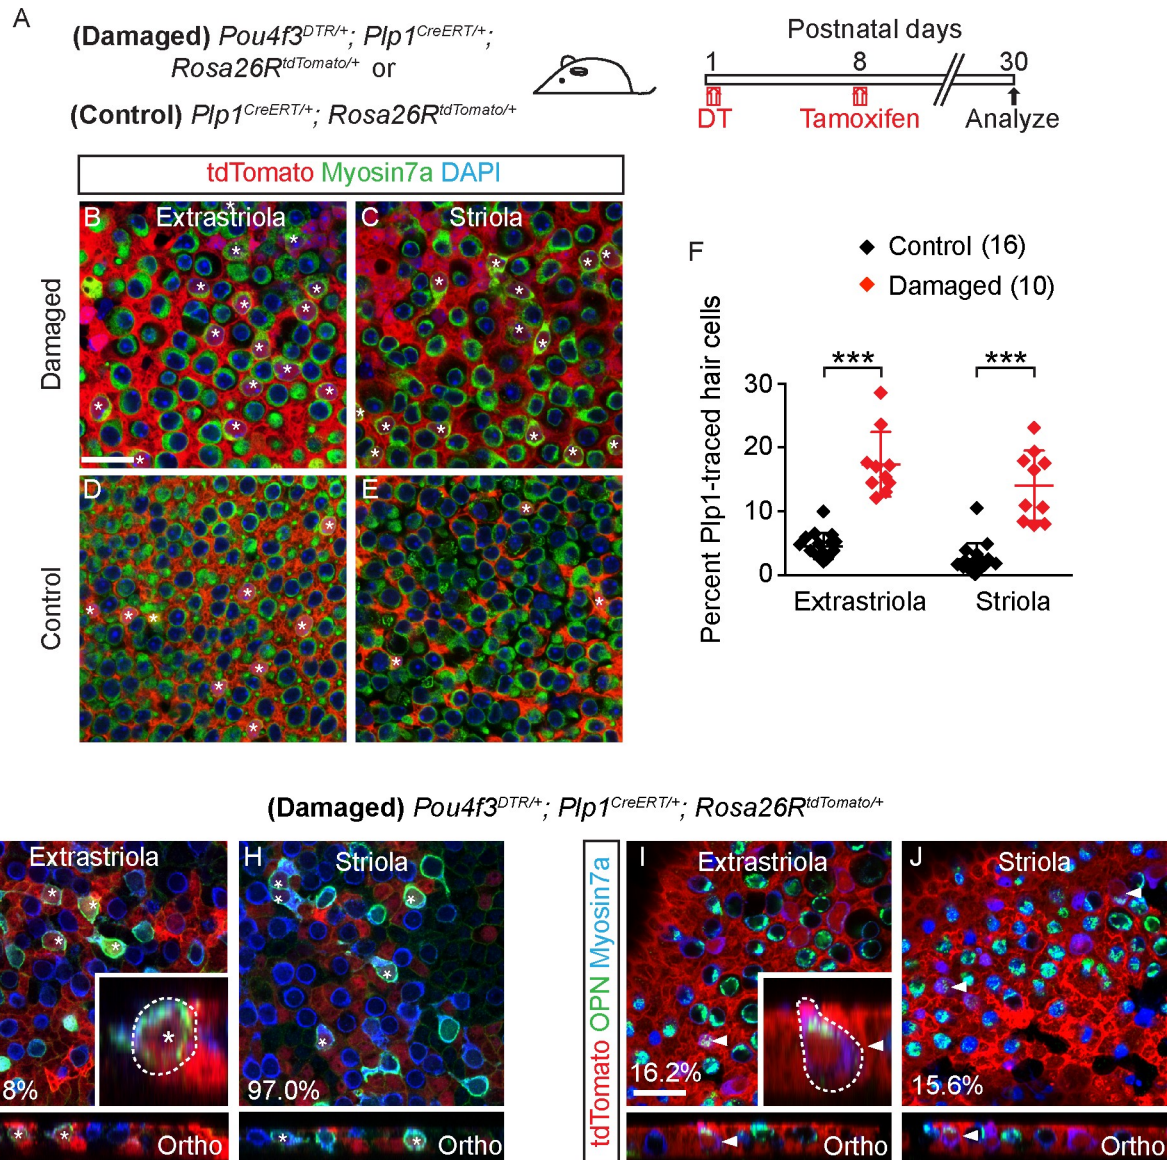 A
(Damaged) Pou4f3DTR/+; Plp1CreERT/+;
Rosa26RtdTomato/+ or
(Control) Plp1CreERT/+; Rosa26RtdTomato/+
Postnatal days
1 8 30
DT Tamoxifen Analyze
tdTomato Myosin7a DAPI
Damaged
B Extrastriola
C Striola
Control
D
E
F
Control (16)
Damaged (10)
Percent Plp1-traced hair cells
*** ***
30
20
10
0
Extrastriola Striola
(Damaged) Pou4f3DTR/+; Plp1CreERT/+; Rosa26RtdTomato/+
Extrastriola
8%
Ortho
H Striola
97.0%
Ortho
tdTomato OPN Myosin7a
I Extrastriola
16.2%
Ortho
J Striola
15.6%
Ortho